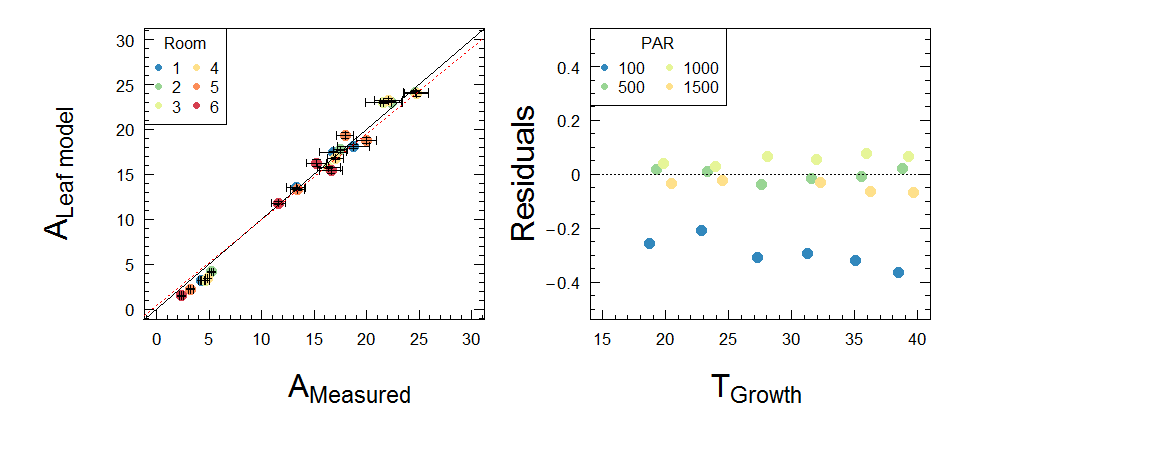 Room
1 4
2 5
3 6
30
25
20
15
10
5
0
0 5 10 15 20 25 30
A Leaf model
A Measured
PAR
100 1000
500 1500
0.4
0.2
0
−0.2
−0.4
15 20 25 30 35 40
Residuals
T Growth